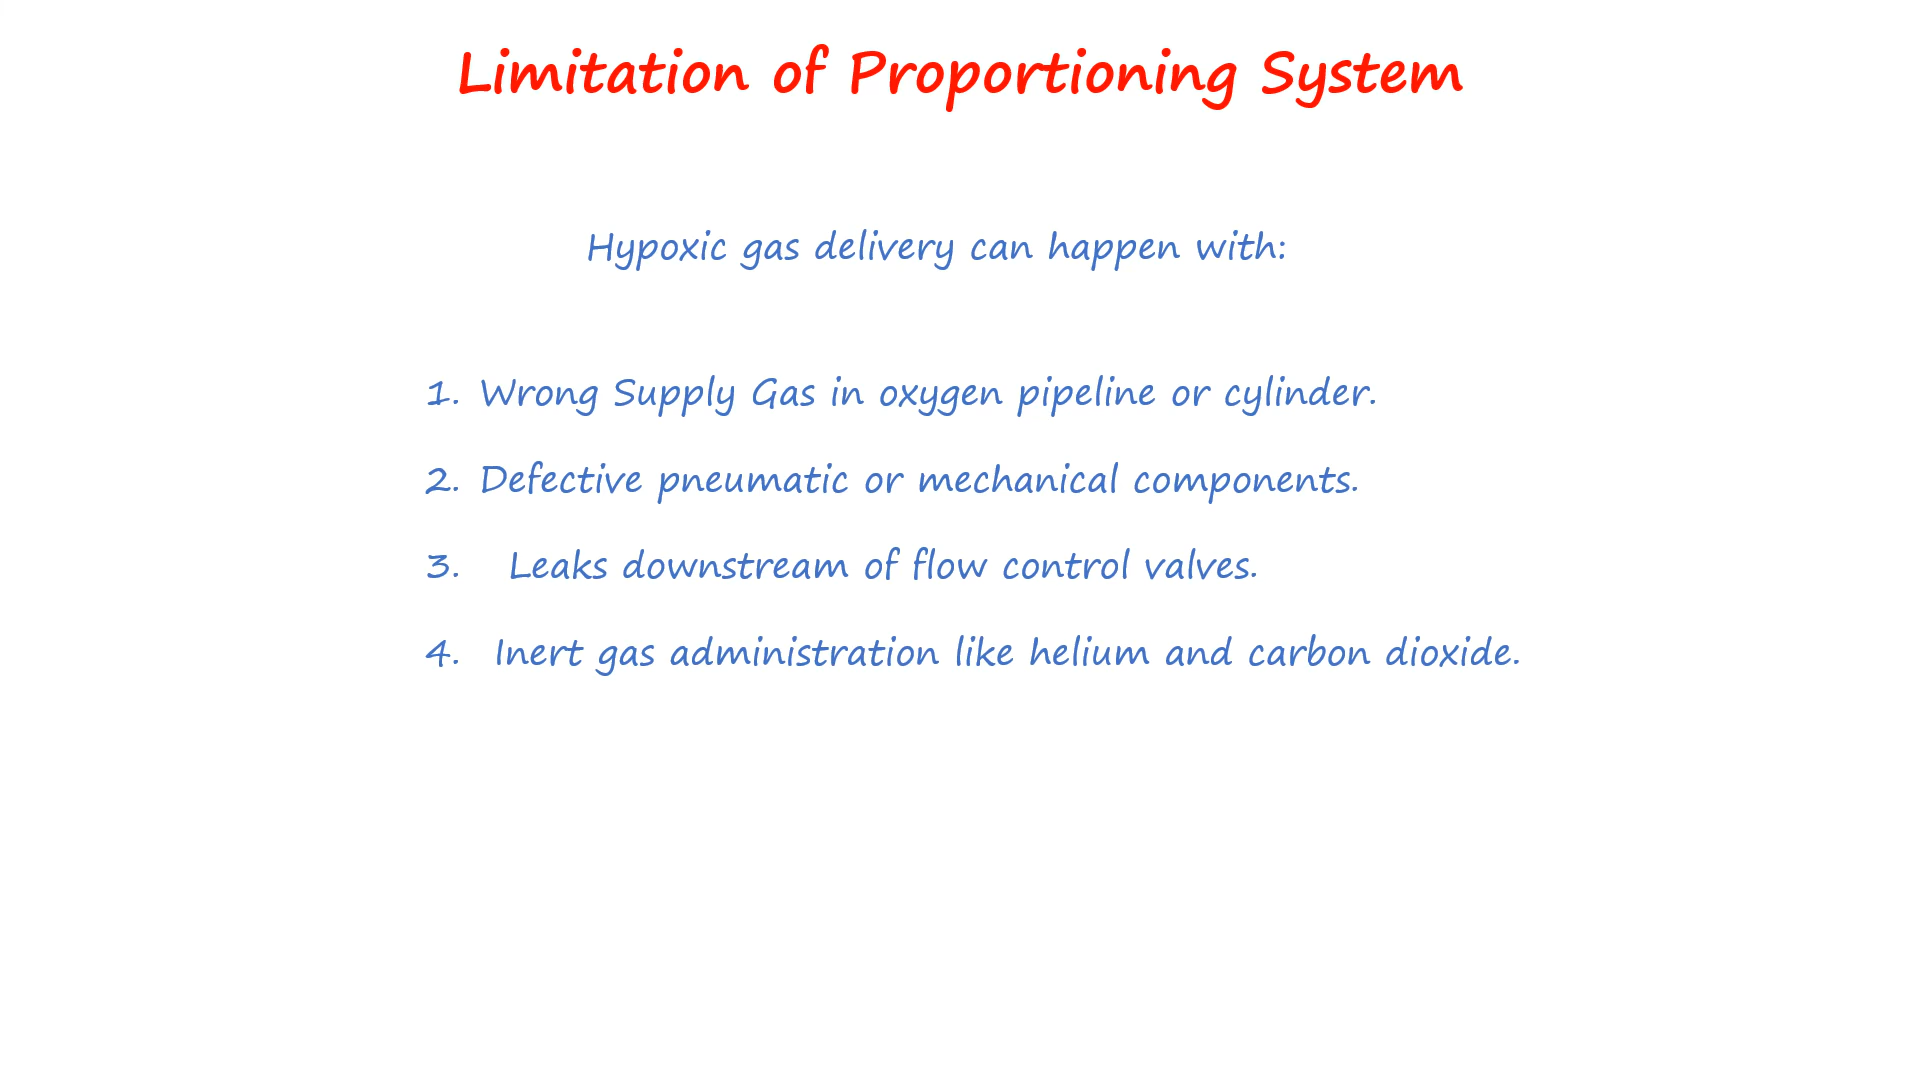 Limitation of Proportioning System
Hypoxic gas delivery can happen with:
1. Wrong Supply Gas in oxygen pipeline or cylinder.
2. Defective pneumatic or mechanical components.
3. Leaks downstream of flow control valves.
4. Inert gas administration like helium and carbon dioxide.